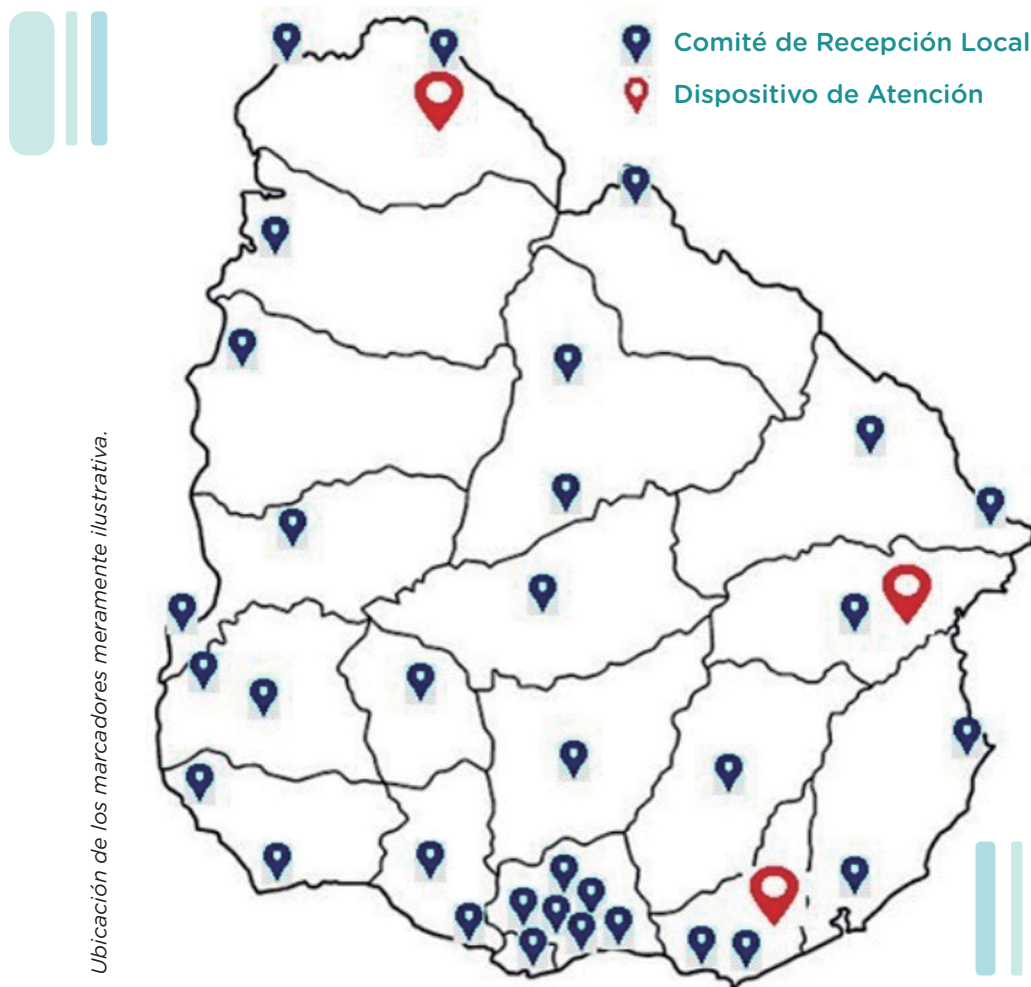 Comité de Recepción Local
Dispositivo de Atención
Ubicación de los marcadores meramente ilustrativa.